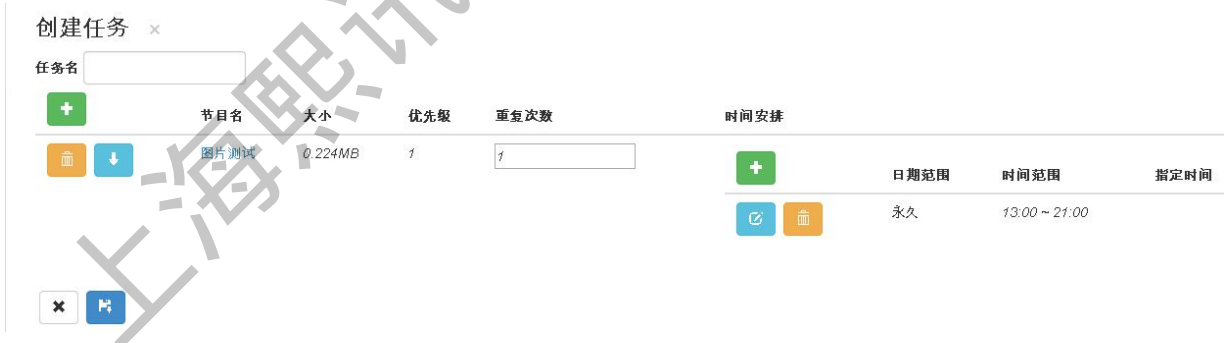 创建任务 ×
任务名
节目名 大小 优先级 重复次数 时间安排
图片测试 0.224MB 1 1
日期范围 时间范围 指定时间
永久 13:00 ~ 21:00
上海熙讯